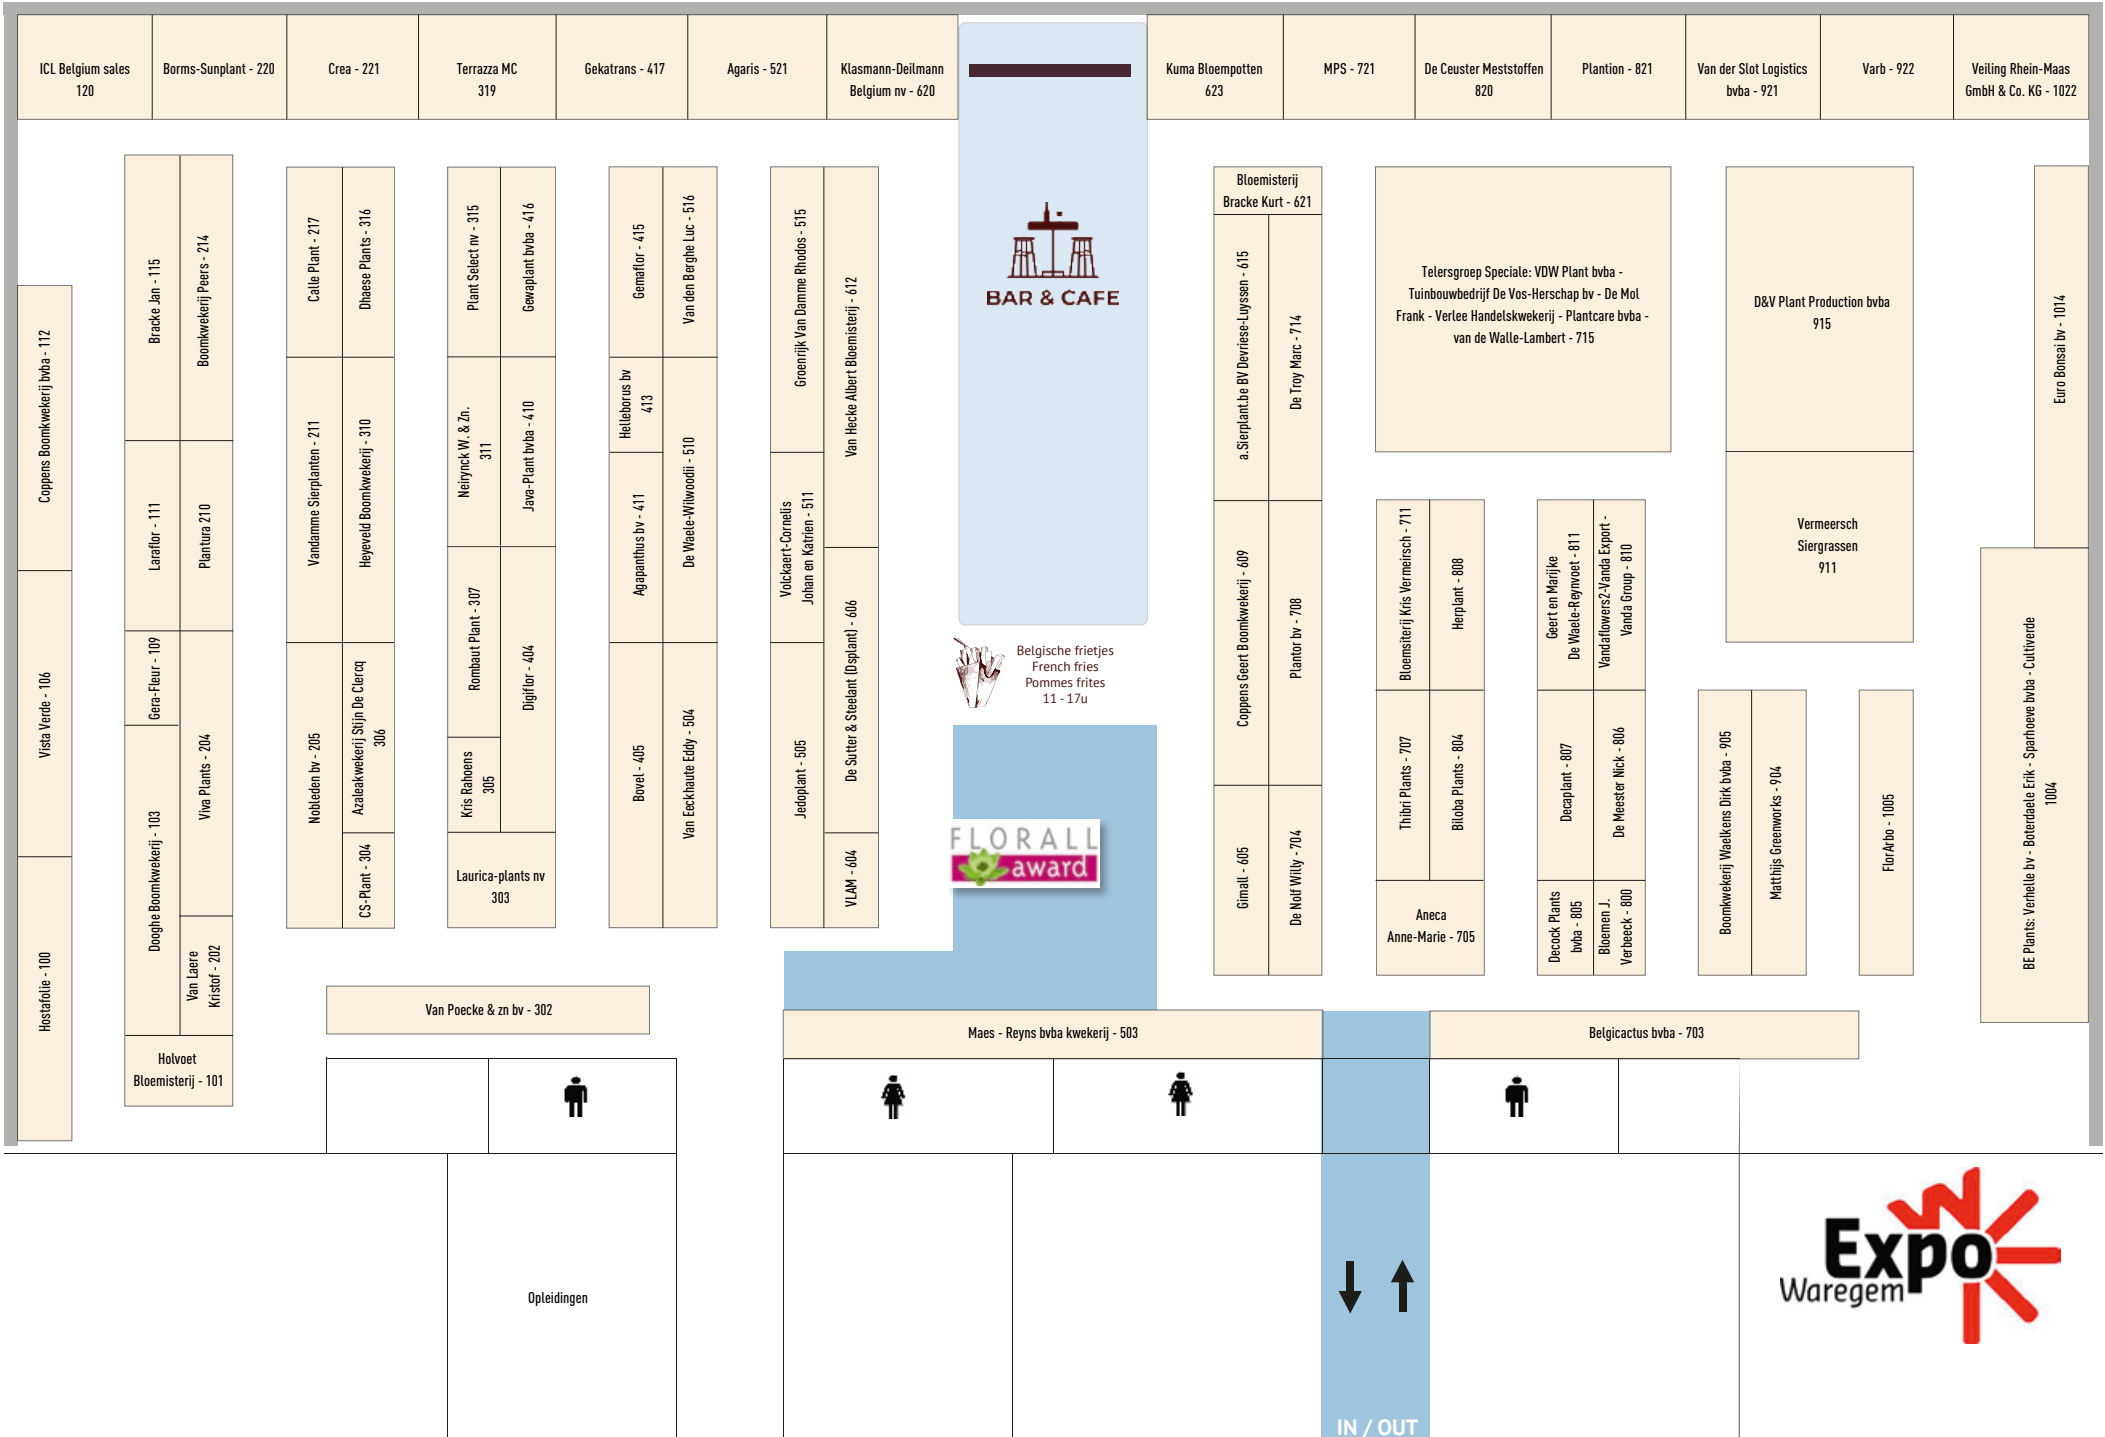 ICL Belgium sales
120
Borms-Sunplant - 220
Crea - 221
Terrazza MC
319
Gekatrans - 417
Agaris - 521
Klasmann-Deilmann
Belgium nv - 620
Kuma Bloempotten
623
MPS - 721
De Ceuster Meststoffen
820
Plantion - 821
Van der Slot Logistics
bvba - 921
Varb - 922
Veiling Rhein-Maas
GmbH & Co. KG - 1022
Coppens Boomkwekerij bvba - 112
Vista Verde - 106
Hostafolie - 100
Bracke Jan - 115
Boomkwekerij Peers - 214
Laraflor - 111
Plantura 210
Gera-Fleur - 109
Viva Plants - 204
Dooghe Boomkwekerij - 103
Van Laere
Kristof - 202
Holvoet
Bloemisterij - 101
Calle Plant - 217
Dhaese Plants - 316
Vandamme Sierplanten - 211
Heyeveld Boomkwekerij - 310
Nobleden bv - 205
Azaleakwekerij Stijn De Clercq
306
CS-Plant - 304
Plant Select nv - 315
Gewaplant bvba - 416
Neirynck W. & Zn.
311
Java-Plant bvba - 410
Rombaut Plant - 307
Digiflor - 404
Kris Rahoens
305
Laurica-plants nv
303
Gemaflor - 415
Van den Berghe Luc - 516
Helleborus bv
413
De Waele-Wilwoodii - 510
Agapanthus bv - 411
Bovel - 405
Van Eeckhaute Eddy - 504
Groenrijk Van Damme Rhodos - 515
Van Hecke Albert Bloemisterij - 612
Volckaert-Cornelis
Johan en Katrien - 511
De Sutter & Steelant (Dsplant) - 606
Jedoplant - 505
VLAM - 604
BAR & CAFE
Belgische frietjes
French fries
Pommes frites
11 - 17u
FLORALL
award
Bloemisterij
Bracke Kurt - 621
a.Sierplant.be BV Devriese-Luyssen - 615
De Troy Marc - 714
Coppens Geert Boomkwekerij - 609
Plantor bv - 708
Gimall - 605
De Nolf Willy - 704
Telersgroep Speciale: VDW Plant bvba -
Tuinbouwbedrijf De Vos-Herschap bv - De Mol
Frank - Verlee Handelskwekerij - Plantcare bvba -
van de Walle-Lambert - 715
Bloemsiterij Kris Vermeirsch - 711
Herplant - 808
Thibri Plants - 707
Biloba Plants - 804
Aneca
Anne-Marie - 705
Geert en Marijke
De Waele-Reynvoet - 811
Vandaflowers2-Vanda Export -
Vanda Group - 810
Decaplant - 807
De Meester Nick - 806
Decock Plants
bvba - 805
Bloemen J.
Verbeeck - 800
D&V Plant Production bvba
915
Vermeersch
Siergrassen
911
Boomkwekerij Waelkens Dirk bvba - 905
Matthijs Greenworks - 904
FlorArbo - 1005
Euro Bonsai bv - 1014
BE Plants: Verhelle bv - Boterdaele Erik - Sparhoeve bvba - Cultiverde
1004
Van Poecke & zn bv - 302
Maes - Reyns bvba kwekerij - 503
Belgicactus bvba - 703
Opleidingen
IN / OUT
Expo
Waregem